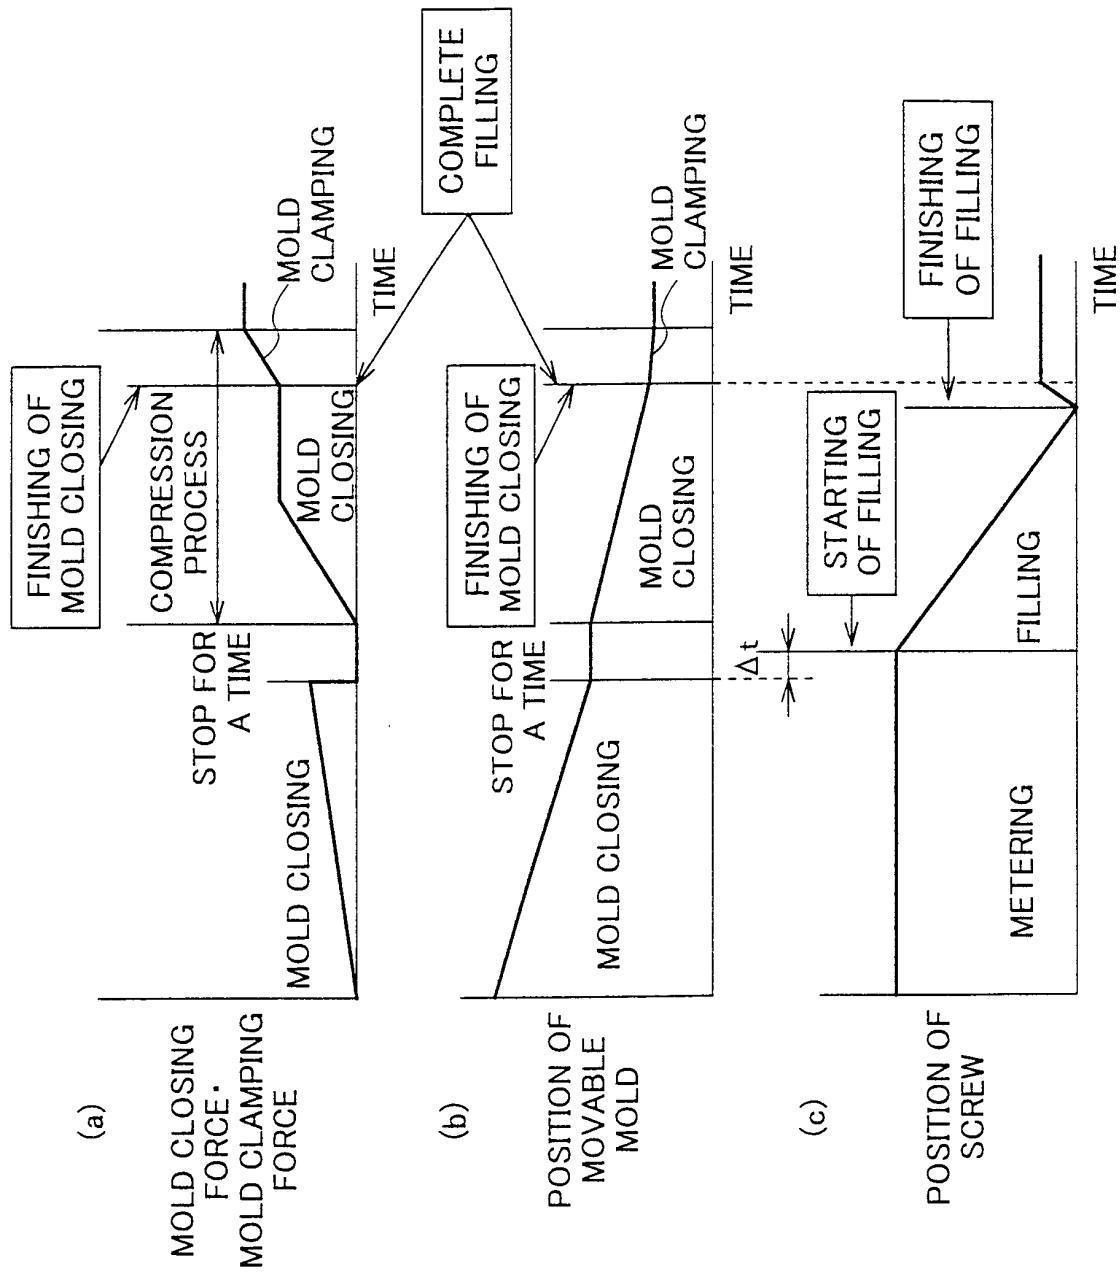 (a)
MOLD CLOSING
FORCE·
MOLD CLAMPING
FORCE
FINISHING OF
MOLD CLOSING
COMPRESSION
PROCESS
STOP FOR
A TIME
MOLD CLOSING
MOLD
CLOSING
MOLD
CLAMPING
TIME
COMPLETE
FILLING
(b)
POSITION OF
MOVABLE
MOLD
FINISHING OF
MOLD CLOSING
STOP FOR
A TIME
MOLD CLOSING
MOLD
CLOSING
MOLD
CLAMPING
TIME
(c)
POSITION OF
SCREW
Δt
STARTING
OF FILLING
FINISHING
OF FILLING
METERING
FILLING
TIME